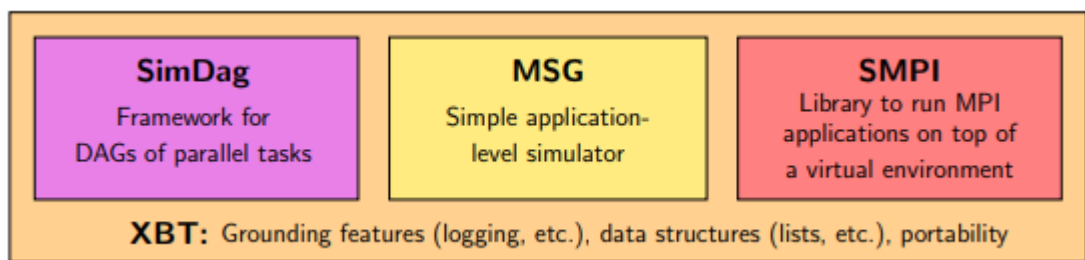 SimDag
Framework for
DAGs of parallel tasks
MSG
Simple application-
level simulator
SMPI
Library to run MPI
applications on top of
a virtual environment
XBT: Grounding features (logging, etc.), data structures (lists, etc.), portability